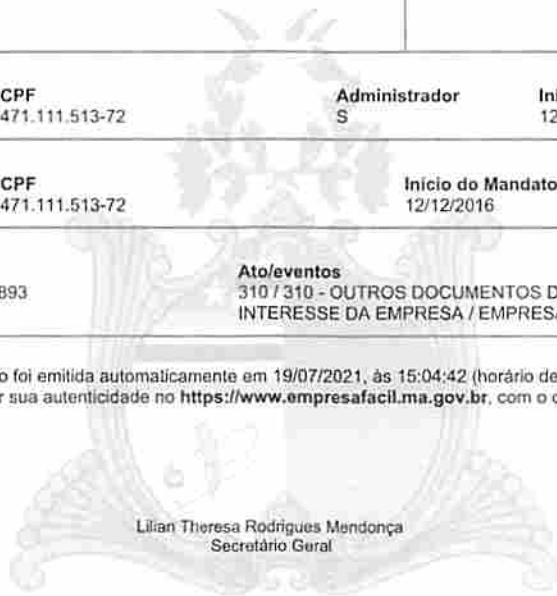 CPF Administrador
471.111.513-72 S 12
CPF Início do Mandato
471.111.513-72 12/12/2016
Ato/eventos
893 310 / 310 - OUTROS DOCUMENTOS D
INTERESSE DA EMPRESA / EMPRES
o foi emitida automaticamente em 19/07/2021, às 15:04:42 (horário de
r sua autenticidade no https://www.empresafacil.ma.gov.br, com o
Lilian Theresa Rodrigues Mendonça
Secretário Geral